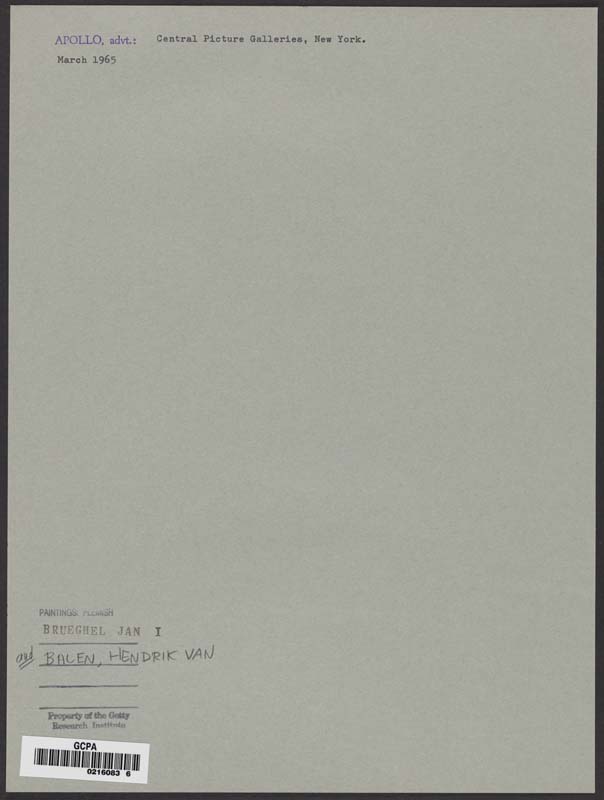 APOLLO, advt.: Central Picture Galleries, New York.
March 1965
PAINTINGS: FLEMISH
BRUEGHEL JAN I
and BALEN, HENDRIK VAN
Property of the Getty
Research Institute
GCPA
0216083 6